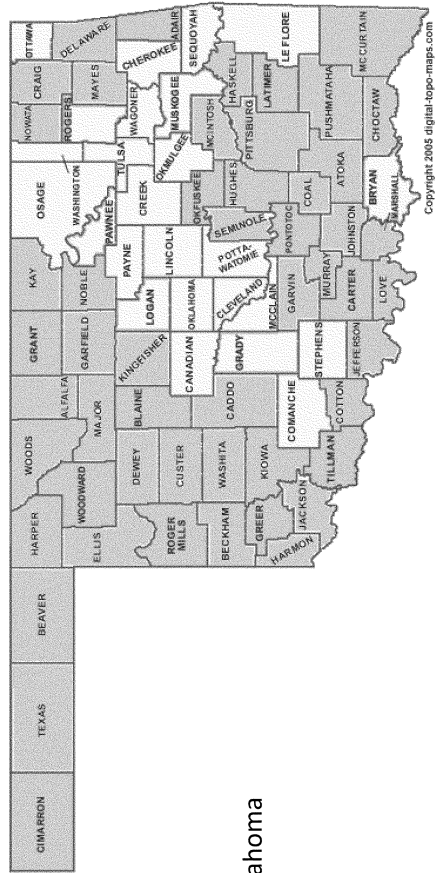 CIMARRON
TEXAS
BEAVER
HARPER
WOODS
ALFALFA
GRANT
KAY
OSAGE
NOWATA
CRAIG
OTTAWA
WASHINGTON
ROGERS
MAYES
DELAWARE
ELLIS
WOODWARD
MAJOR
GARFIELD
NOBLE
PAWNEE
TULSA
WAGONER
CHEROKEE
ADAIR
DEWEY
BLAINE
KINGFISHER
LOGAN
PAYNE
CREEK
OKMULGEE
MUSKOGEE
SEQUOYAH
ROGER
MILLS
CUSTER
CANADIAN
OKLAHOMA
LINCOLN
OKFUSKEE
MCINTOSH
HASKELL
BECKHAM
WASHITA
CADDO
GRADY
CLEVELAND
POTTA-
WATOMIE
SEMINOLE
HUGHES
PITTSBURG
LATIMER
LE FLORE
GREER
KIOWA
MCCLAIN
HARMON
JACKSON
COMANCHE
STEPHENS
GARVIN
PONTOTOC
COAL
ATOKA
PUSHMATAHA
MCCURTAIN
TILLMAN
COTTON
JEFFERSON
MURRAY
CARTER
JOHNSTON
LOVE
MARSHALL
BRYAN
CHOCTAW
ahoma
Copyright 2005 digital-topo-maps.com